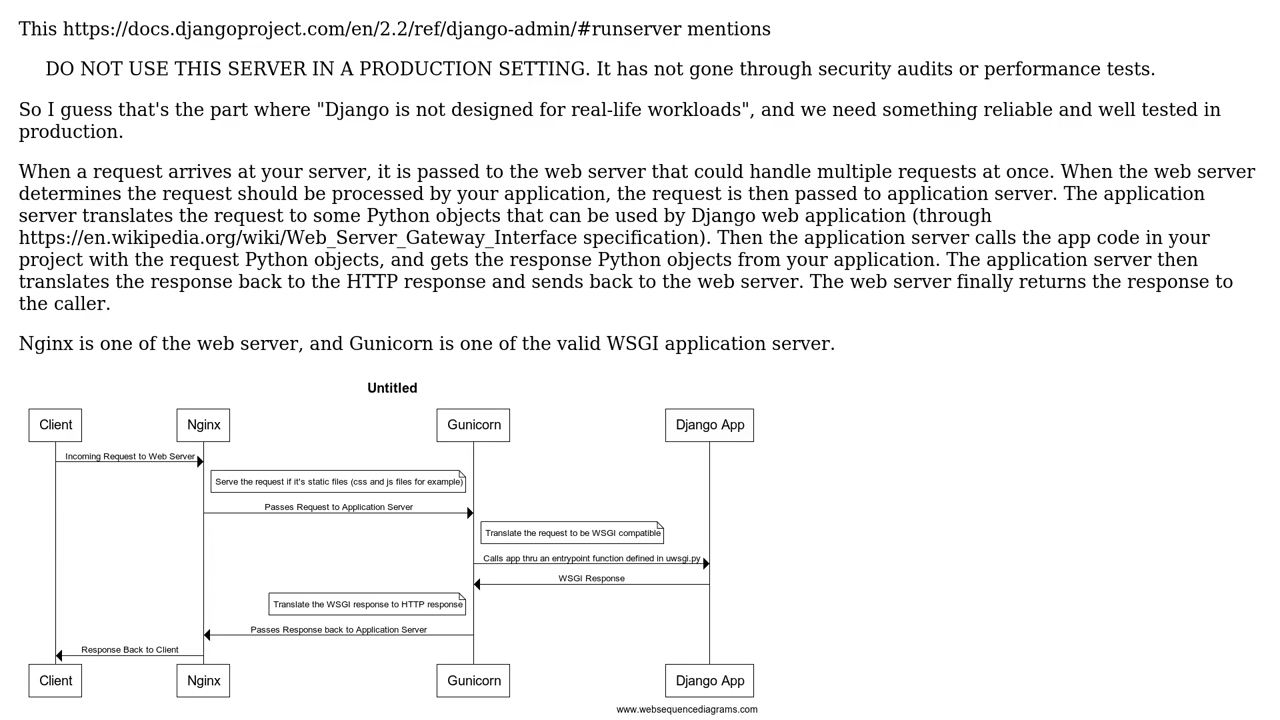 This https://docs.djangoproject.com/en/2.2/ref/django-admin/#runserver mentions
DO NOT USE THIS SERVER IN A PRODUCTION SETTING. It has not gone through security audits or performance tests.
So I guess that's the part where "Django is not designed for real-life workloads", and we need something reliable and well tested in
production.
When a request arrives at your server, it is passed to the web server that could handle multiple requests at once. When the web server
determines the request should be processed by your application, the request is then passed to application server. The application
server translates the request to some Python objects that can be used by Django web application (through
https://en.wikipedia.org/wiki/Web_Server_Gateway_Interface specification). Then the application server calls the app code in your
project with the request Python objects, and gets the response Python objects from your application. The application server then
translates the response back to the HTTP response and sends back to the web server. The web server finally returns the response to
the caller.
Nginx is one of the web server, and Gunicorn is one of the valid WSGI application server.
Untitled
Client Nginx Gunicorn Django App
Incoming Request to Web Server
Serve the request if it's static files (css and js files for example)
Passes Request to Application Server
Translate the request to be WSGI compatible
Calls app thru an entrypoint function defined in uwsgi.py
WSGI Response
Translate the WSGI response to HTTP response
Passes Response back to Application Server
Response Back to Client
Client Nginx Gunicorn Django App
www.websequencediagrams.com